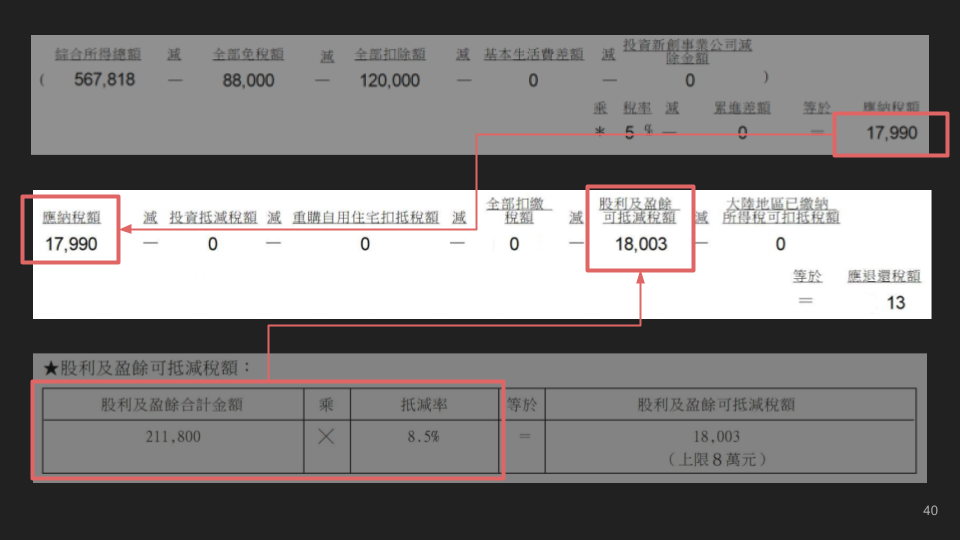 綜合所得總額 減 全部免稅額 減 全部扣除額 減 基本生活費差額 減 投資新創事業公司減除金額
( 567,818 — 88,000 — 120,000 — 0 — 0 )
乘 稅率 減 累進差額 等於 應納稅額
* 5 % — 0 = 17,990
應納稅額 減 投資抵減稅額 減 重購自用住宅扣抵稅額 減 全部扣繳稅額 減 股利及盈餘可抵減稅額 減 大陸地區已繳納所得稅可扣抵稅額
17,990 — 0 — 0 — 0 — 18,003 — 0
等於 應退還稅額
= 13
★股利及盈餘可抵減稅額：
股利及盈餘合計金額 乘 抵減率 等於 股利及盈餘可抵減稅額
211,800 × 8.5% = 18,003
（上限8萬元）
40